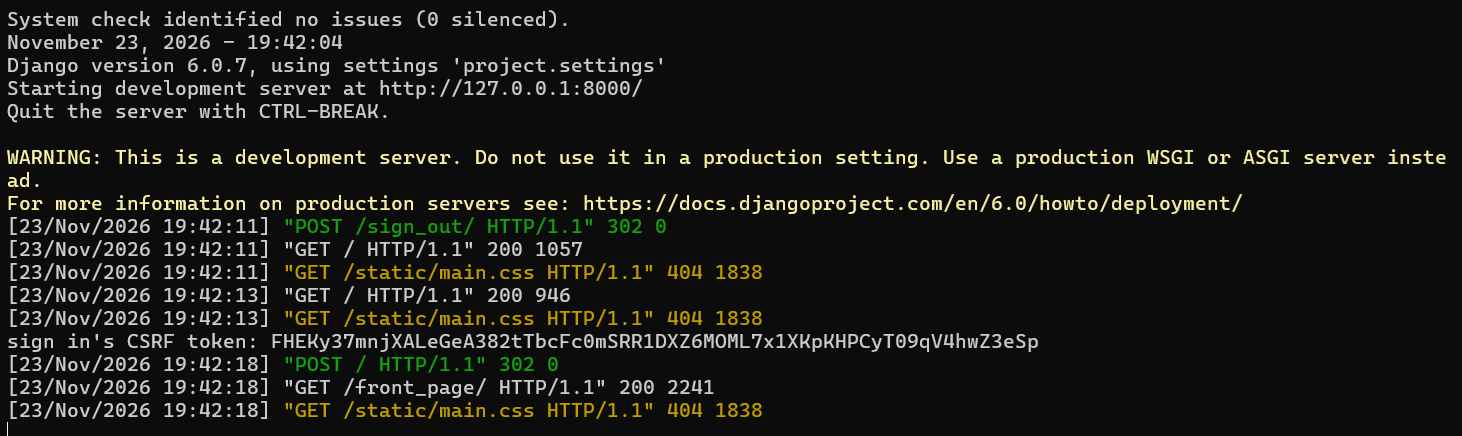 System check identified no issues (0 silenced).
November 23, 2026 - 19:42:04
Django version 6.0.7, using settings 'project.settings'
Starting development server at http://127.0.0.1:8000/
Quit the server with CTRL-BREAK.
WARNING: This is a development server. Do not use it in a production setting. Use a production WSGI or ASGI server inste
ad.
For more information on production servers see: https://docs.djangoproject.com/en/6.0/howto/deployment/
[23/Nov/2026 19:42:11] "POST /sign_out/ HTTP/1.1" 302 0
[23/Nov/2026 19:42:11] "GET / HTTP/1.1" 200 1057
[23/Nov/2026 19:42:11] "GET /static/main.css HTTP/1.1" 404 1838
[23/Nov/2026 19:42:13] "GET / HTTP/1.1" 200 946
[23/Nov/2026 19:42:13] "GET /static/main.css HTTP/1.1" 404 1838
sign in's CSRF token: FHEKy37mnjXALeGeA382tTbcFc0mSRR1DXZ6MOML7x1XKpKHPCyT09qV4hwZ3eSp
[23/Nov/2026 19:42:18] "POST / HTTP/1.1" 302 0
[23/Nov/2026 19:42:18] "GET /front_page/ HTTP/1.1" 200 2241
[23/Nov/2026 19:42:18] "GET /static/main.css HTTP/1.1" 404 1838